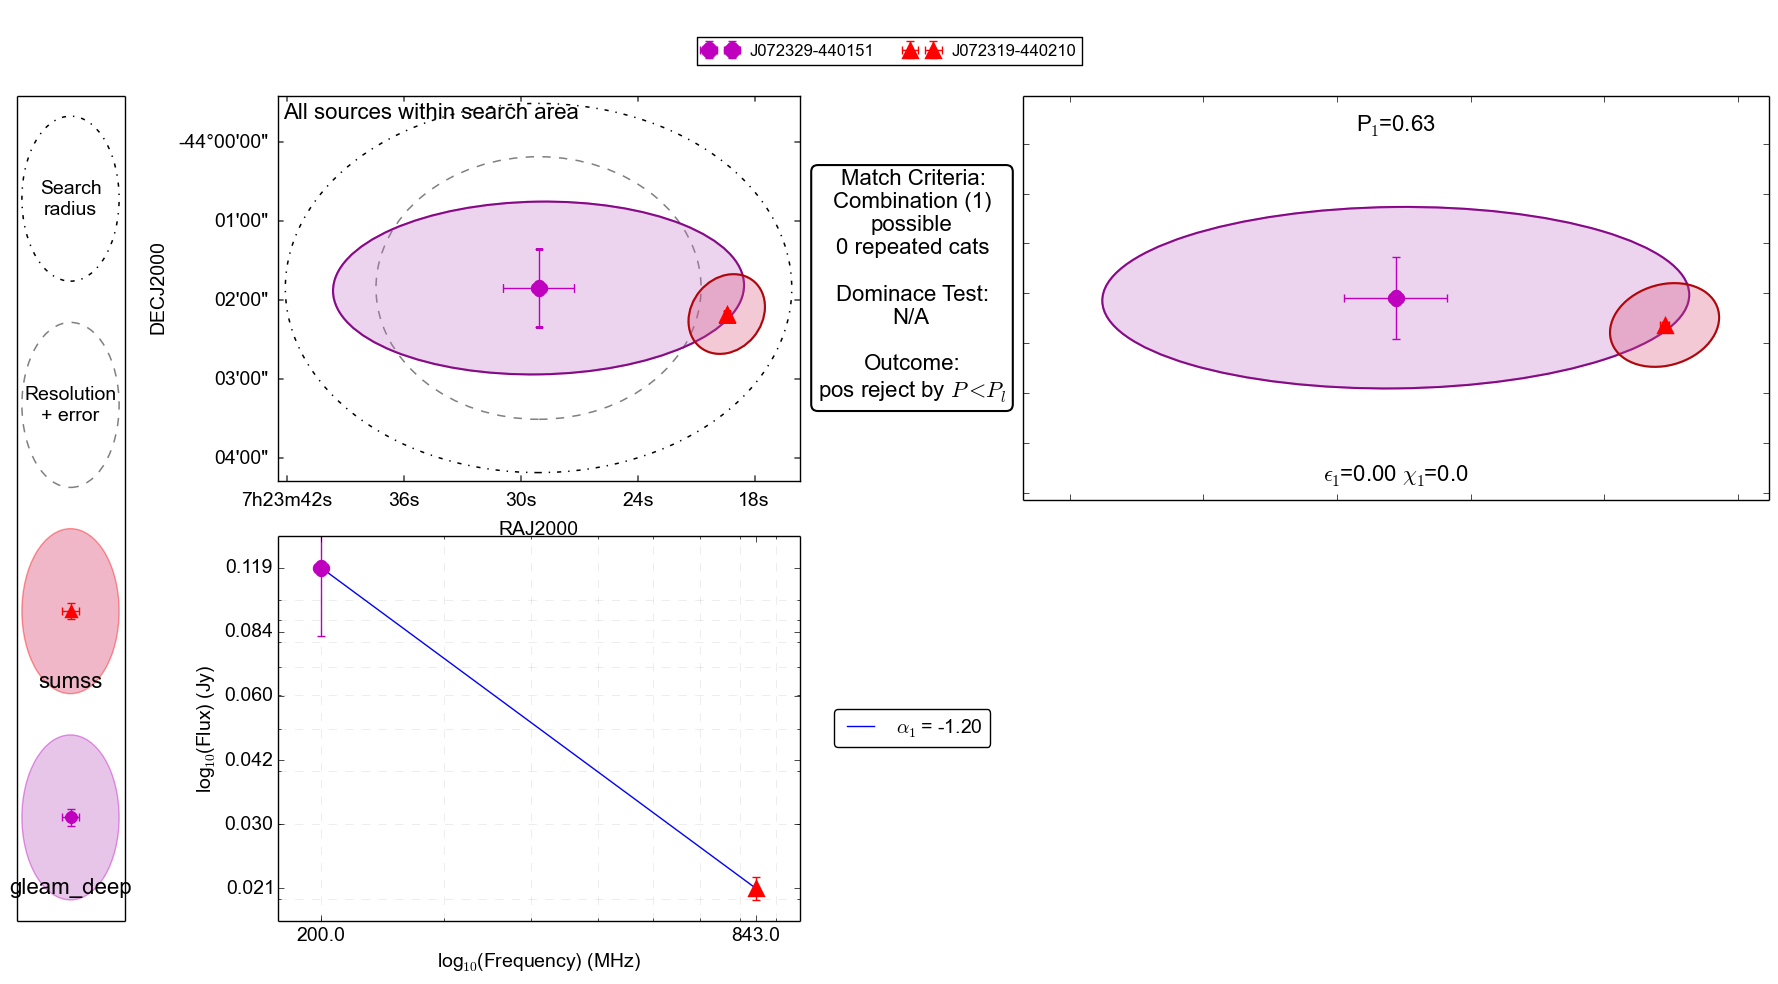 J072329-440151 J072319-440210
Search
radius
Resolution
+ error
sumss
gleam_deep
All sources within search area
DECJ2000
-44°00'00"
01'00"
02'00"
03'00"
04'00"
7h23m42s 36s 30s 24s 18s
RAJ2000
Match Criteria:
Combination (1)
possible
0 repeated cats
Dominace Test:
N/A
Outcome:
pos reject by P<P_l
P_1=0.63
ϵ_1=0.00 χ_1=0.0
log_10(Flux) (Jy)
0.119
0.084
0.060
0.042
0.030
0.021
200.0 843.0
log_10(Frequency) (MHz)
α_1 = -1.20